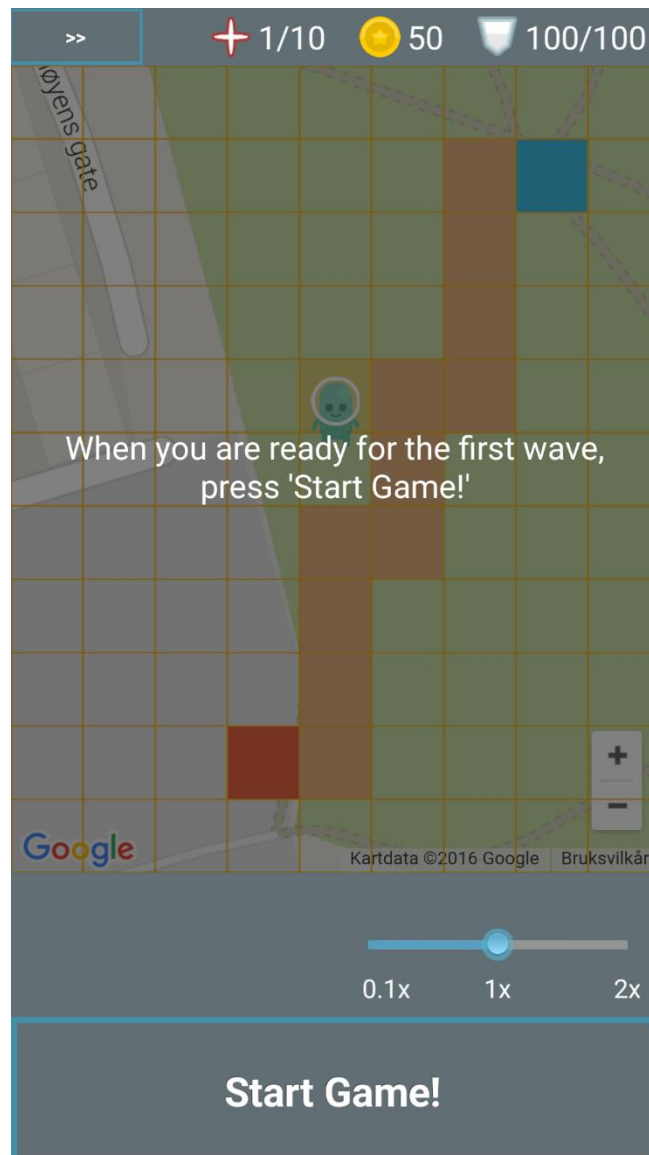 >>
1/10
50
100/100
øyens gate
When you are ready for the first wave,
press 'Start Game!'
+
−
Google
Kartdata ©2016 Google
Bruksvilkår
0.1x
1x
2x
Start Game!